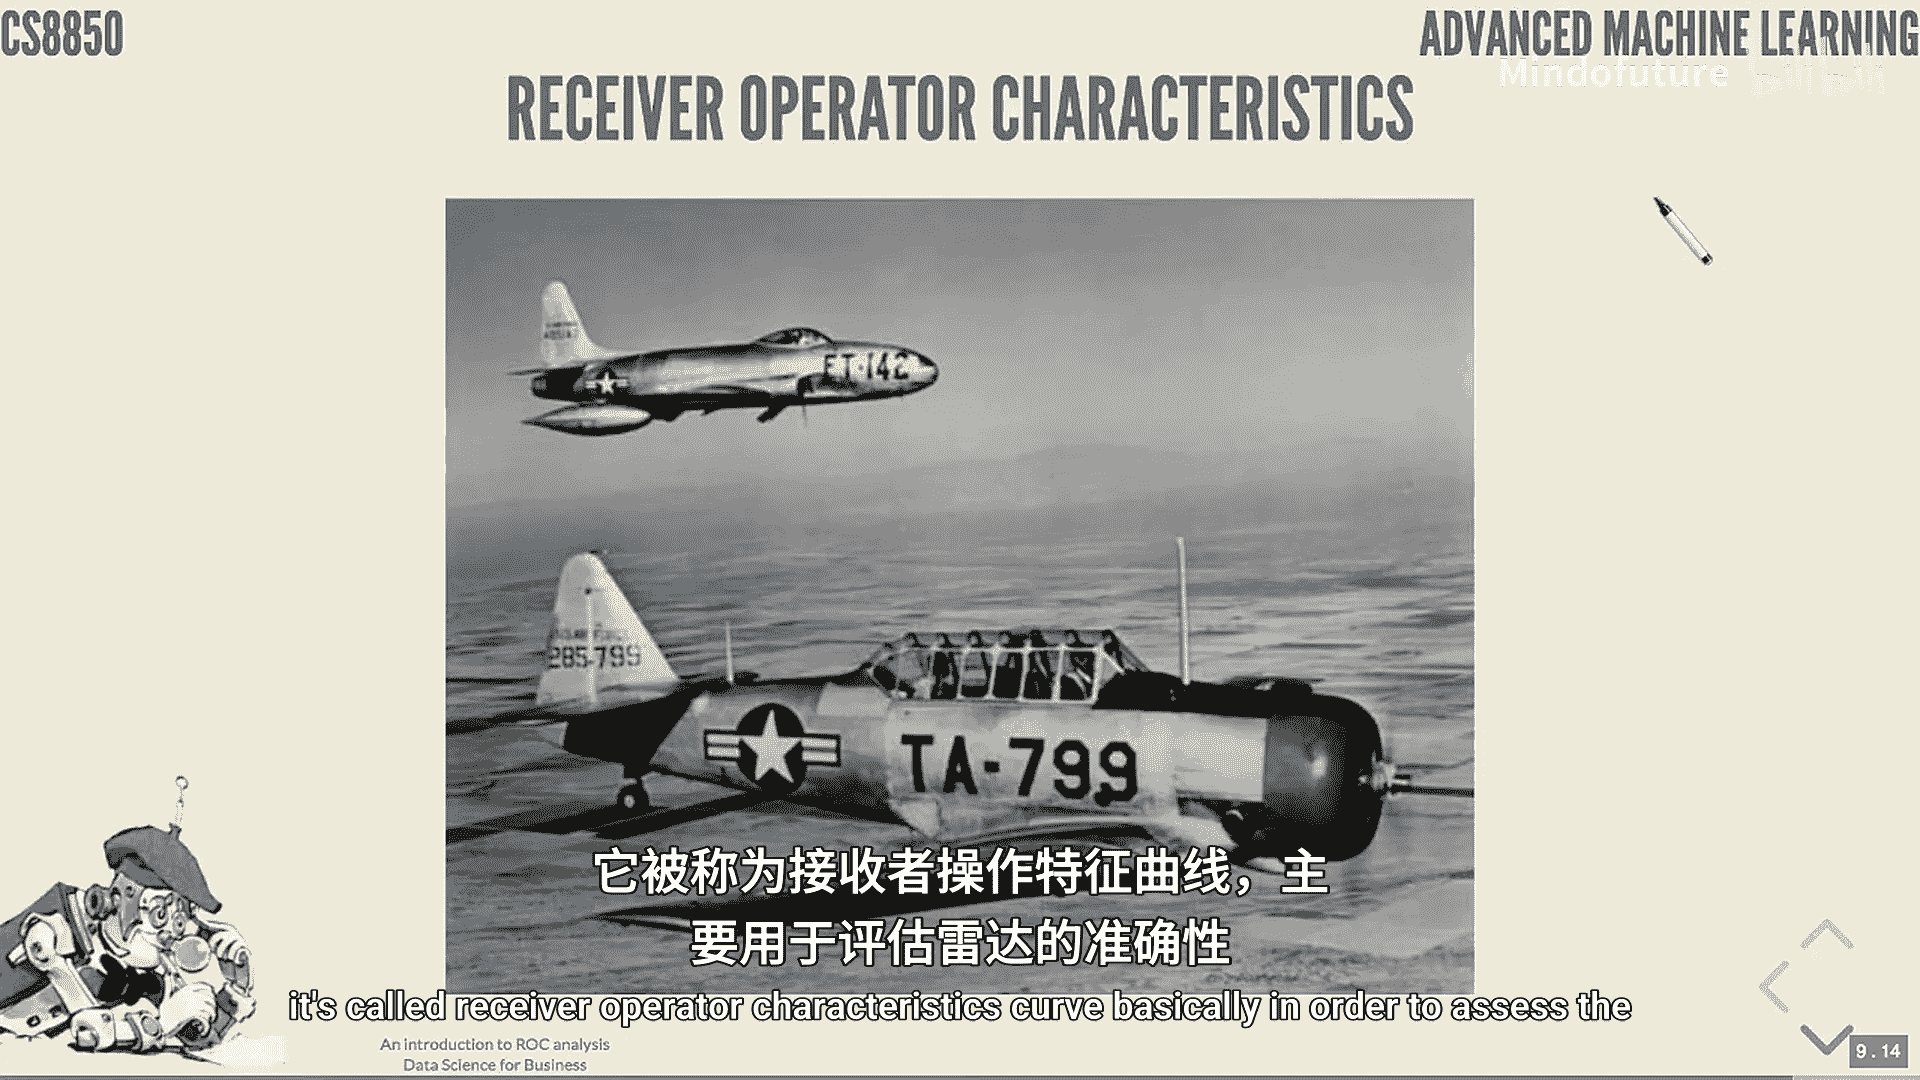 CS8850
ADVANCED MACHINE LEARNING
Mindofuture
RECEIVER OPERATOR CHARACTERISTICS
ET-142
285-799
TA-799
它被称为接收者操作特征曲线，主
要用于评估雷达的准确性
it's called receiver operator characteristics curve basically in order to assess the
An introduction to ROC analysis
Data Science for Business
9.14